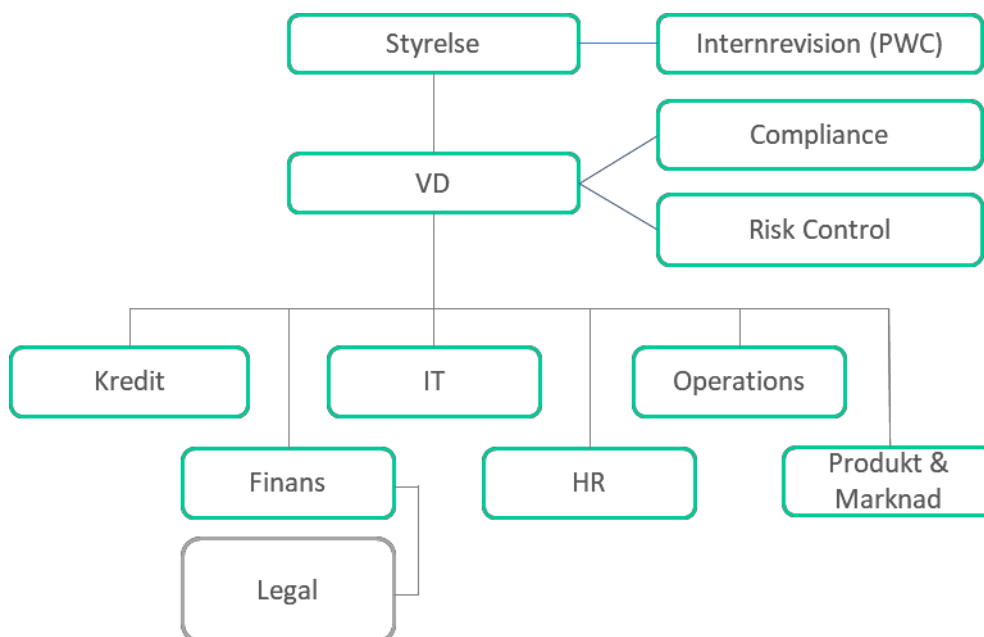 Styrelse
Internrevision (PWC)
Compliance
VD
Risk Control
Kredit
IT
Operations
Finans
HR
Produkt &
Marknad
Legal